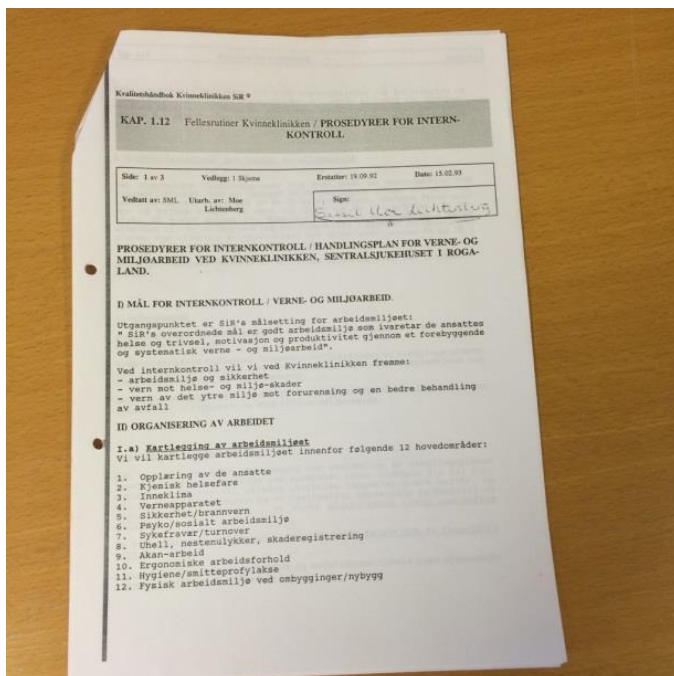 Kvalitetshåndbok Kvinneklinikken SiR
KAP. 1.12 Fellesrutiner Kvinneklinikken / PROSEDYRER FOR INTERN-
KONTROLL
Side: 1 av 3 Vedlegg: 1 Skjema Erstatter: 19.09.92 Dato: 15.02.93
Vedtatt av: SML Utarb. av: Moe Sign:
Lichtenberg
Moe Lichtenberg
PROSEDYRER FOR INTERNKONTROLL / HANDLINGSPLAN FOR VERNE- OG
MILJØARBEID VED KVINNEKLINIKKEN, SENTRALSJUKEHUSET I ROGA-
LAND.
I) MÅL FOR INTERNKONTROLL / VERNE- OG MILJØARBEID.
Utgangspunktet er SiR's målsetting for arbeidsmiljøet:
" SiR's overordnede mål er godt arbeidsmiljø som ivaretar de ansattes
helse og trivsel, motivasjon og produktivitet gjennom et forebyggende
og systematisk verne - og miljøarbeid".
Ved internkontroll vil vi ved Kvinneklinikken fremme:
- arbeidsmiljø og sikkerhet
- vern mot helse- og miljø-skader
- vern av det ytre miljø mot forurensing og en bedre behandling
av avfall
II) ORGANISERING AV ARBEIDET
I.a) Kartlegging av arbeidsmiljøet
Vi vil kartlegge arbeidsmiljøet innenfor følgende 12 hovedområder:
1. Opplæring av de ansatte
2. Kjemisk helsefare
3. Inneklima
4. Verneapparatet
5. Sikkerhet/brannvern
6. Psyko/sosialt arbeidsmiljø
7. Sykefravær/turnover
8. Uhell, nestenulykker, skaderegistrering
9. Akan-arbeid
10. Ergonomiske arbeidsforhold
11. Hygiene/smitteprofylakse
12. Fysisk arbeidsmiljø ved ombygginger/nybygg